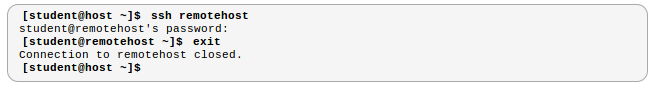 [student@host ~]$ ssh remotehost
student@remotehost's password:
[student@remotehost ~]$ exit
Connection to remotehost closed.
[student@host ~]$